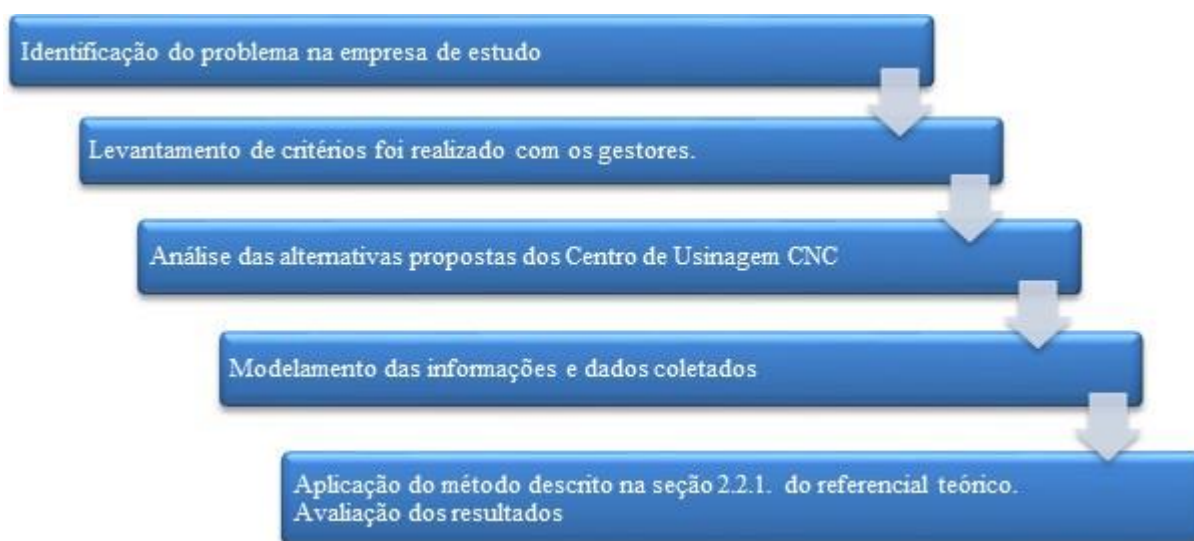 Identificação do problema na empresa de estudo
Levantamento de critérios foi realizado com os gestores.
Análise das alternativas propostas dos Centro de Usinagem CNC
Modelamento das informações e dados coletados
Aplicação do método descrito na seção 2.2.1. do referencial teórico.
Avaliação dos resultados